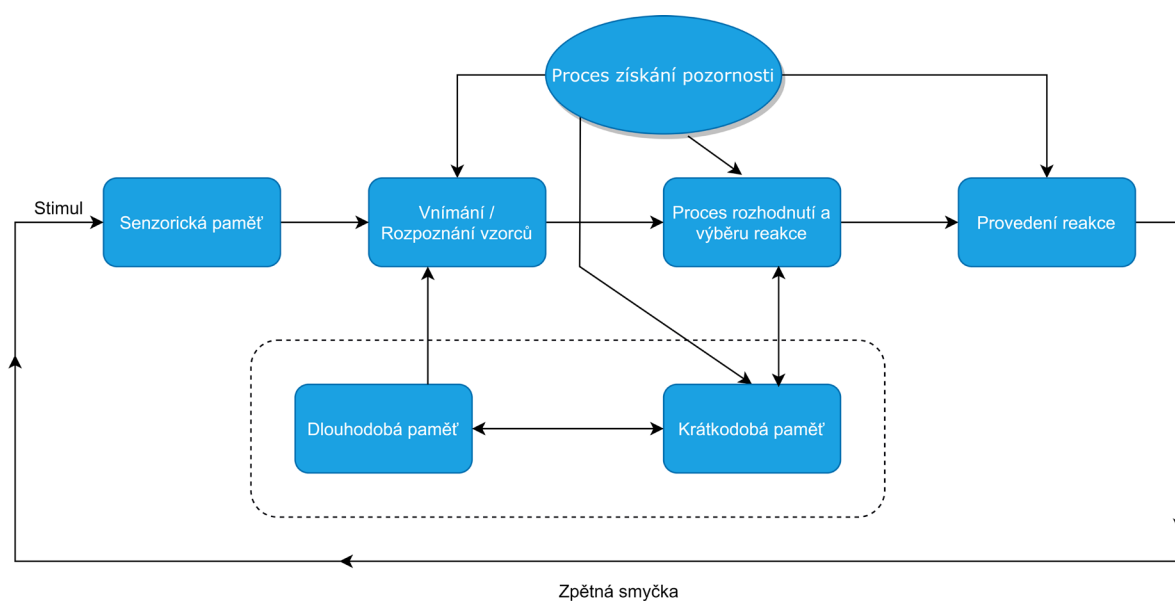 Proces získání pozornosti
Stimul
Senzorická paměť
Vnímání /
Rozpoznání vzorců
Proces rozhodnutí a
výběru reakce
Provedení reakce
Dlouhodobá paměť
Krátkodobá paměť
Zpětná smyčka